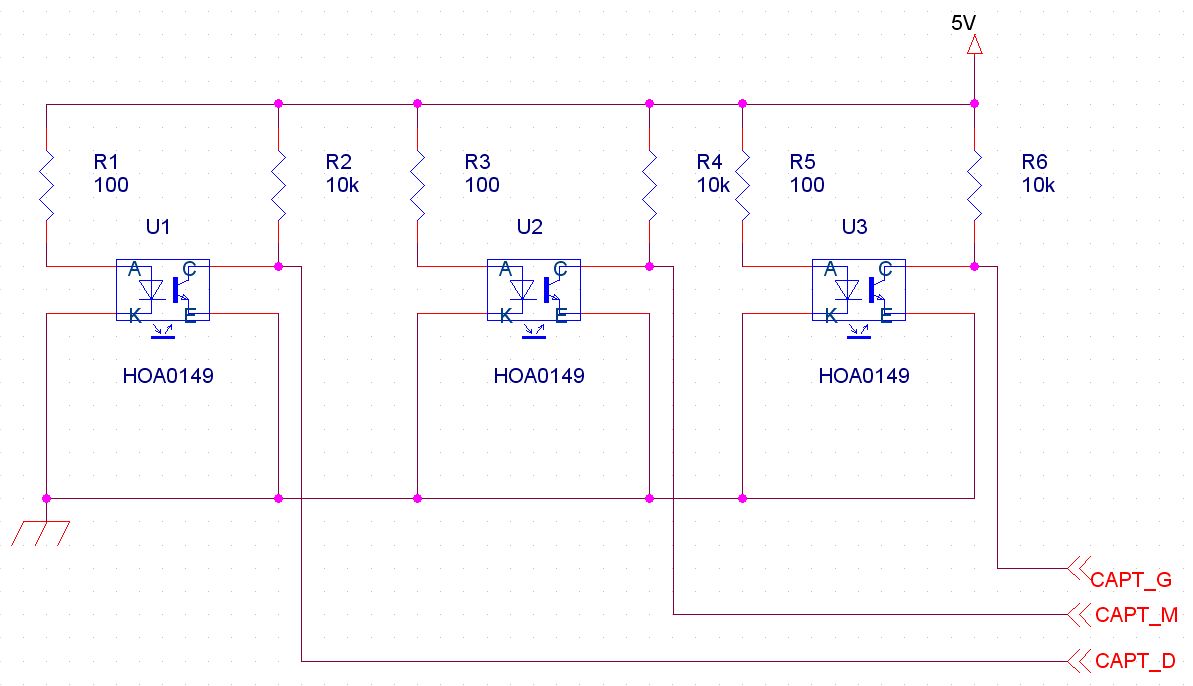 5V
R1
100
R2
10k
R3
100
R4
10k
R5
100
R6
10k
U1
U2
U3
A
C
K
E
A
C
K
E
A
C
K
E
HOA0149
HOA0149
HOA0149
CAPT_G
CAPT_M
CAPT_D